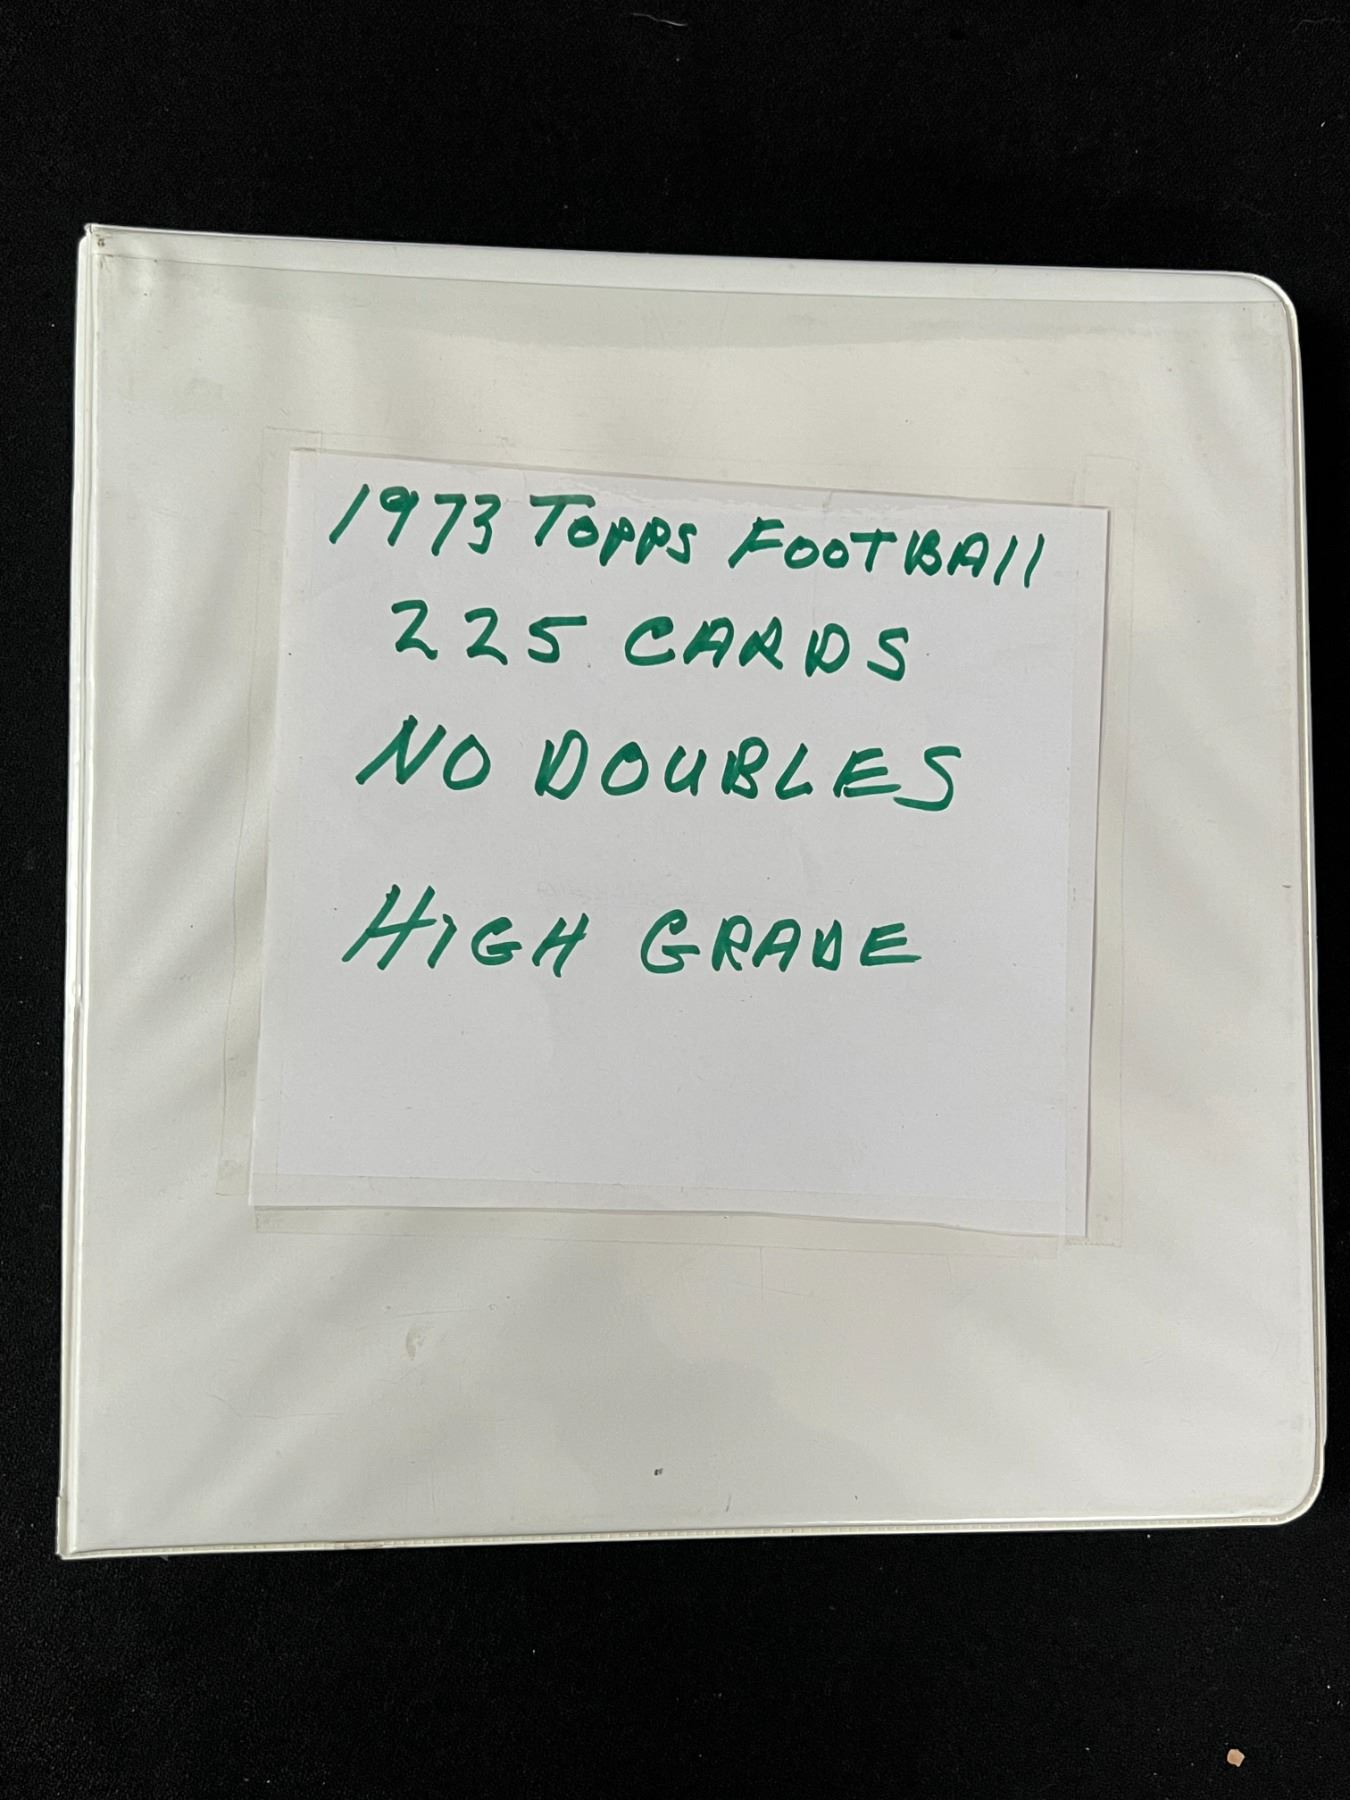 1973 Topps FOOTBALL
225 CARDS
NO DOUBLES
HIGH GRADE